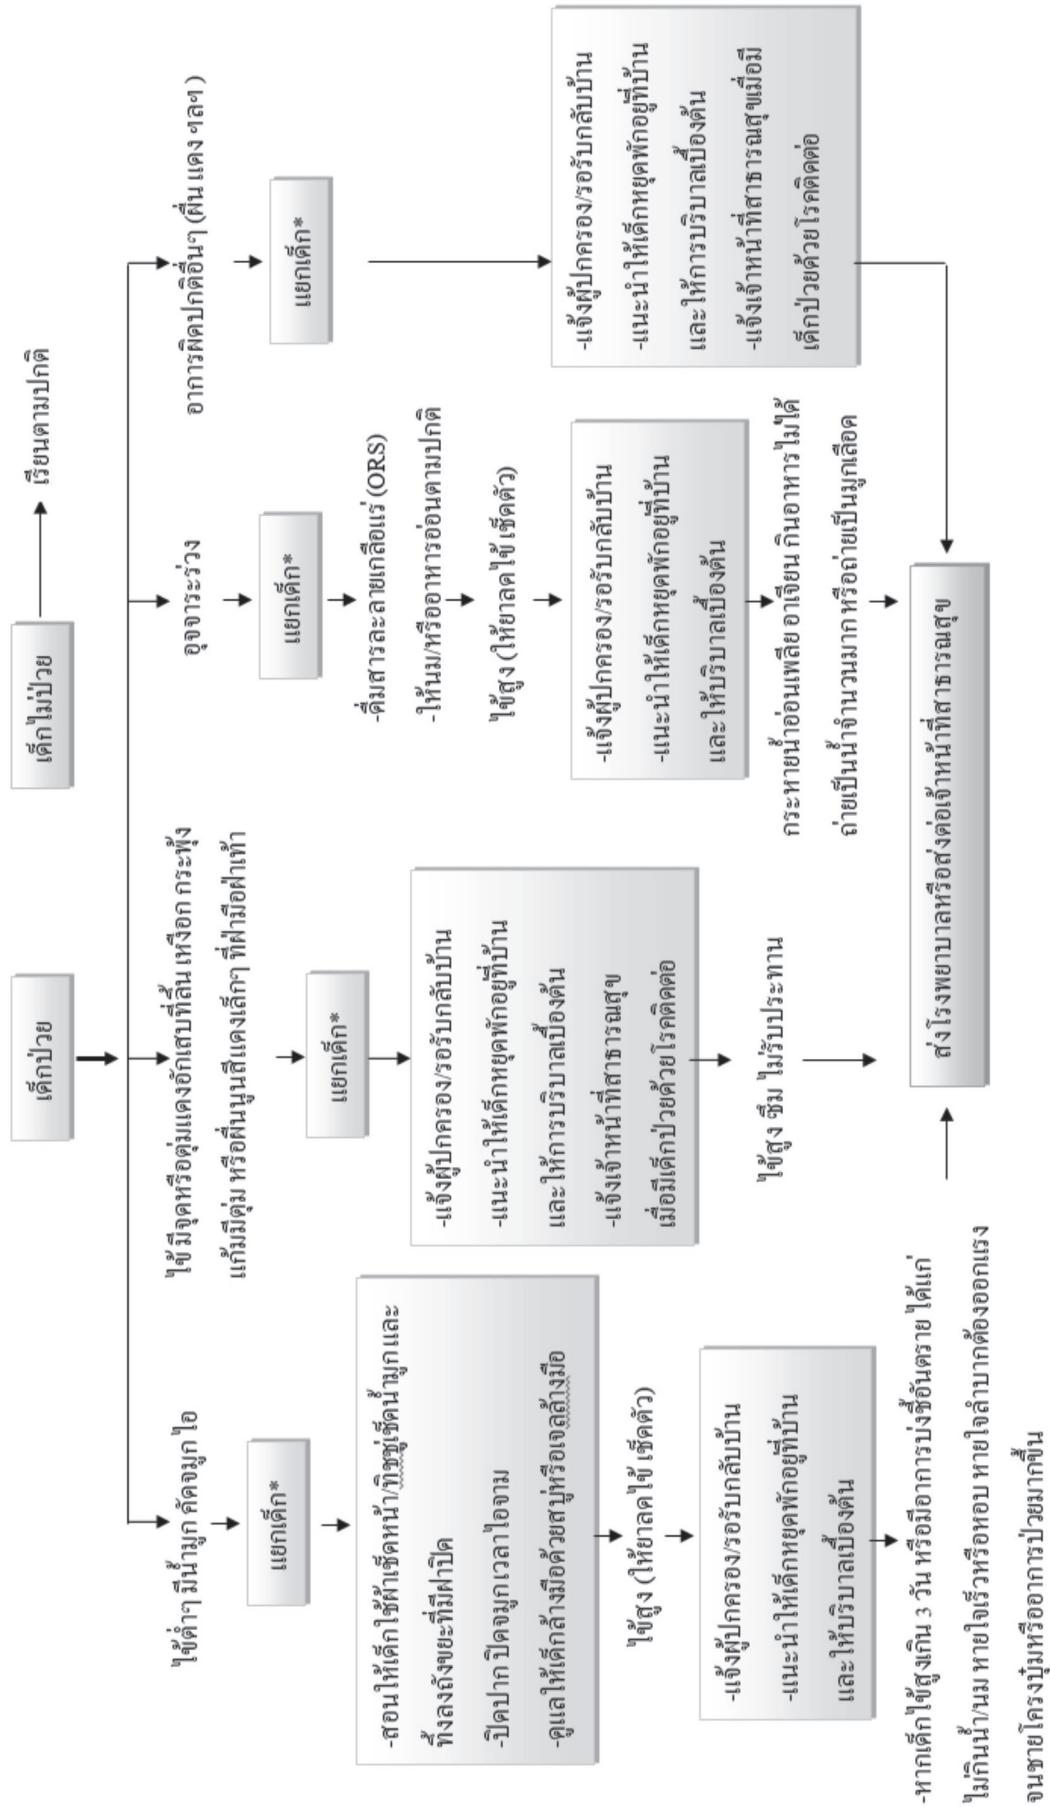 เด็กป่วย
เด็กไม่ป่วย
เรียนตามปกติ
ไข้ต่ำๆ มีน้ำมูก คัดจมูก ไอ
แยกเด็ก*
-สอนให้เด็กใช้ผ้าเช็ดหน้า/ทิชชู่เช็ดน้ำมูกและ
ทิ้งลงถังขยะที่มีฝาปิด
-ปิดปาก ปิดจมูก เวลาไอจาม
-ดูแลให้เด็กล้างมือด้วยสบู่หรือเจลล้างมือ
ไข้สูง (ให้ยาลดไข้ เช็ดตัว)
-แจ้งผู้ปกครอง/รอรับกลับบ้าน
-แนะนำให้เด็กหยุดพักอยู่ที่บ้าน
และให้บริบาลเบื้องต้น
-หากเด็กไข้สูงเกิน 3 วัน หรือมีอาการบ่งชี้อันตราย ได้แก่
ไม่กินน้ำ/นม หายใจเร็วหรือหอบ หายใจลำบากต้องออกแรง
จนชายโครงบุ๋มหรืออาการป่วยมากขึ้น
ไข้ มีจุดหรือตุ่มแดงอักเสบที่ลิ้น เหงือก กระพุ้ง
แก้มมีตุ่ม หรือผื่นนูนสีแดงเล็กๆ ที่ฝ่ามือฝ่าเท้า
แยกเด็ก*
-แจ้งผู้ปกครอง/รอรับกลับบ้าน
-แนะนำให้เด็กหยุดพักอยู่ที่บ้าน
และให้การบริบาลเบื้องต้น
-แจ้งเจ้าหน้าที่สาธารณสุข
เมื่อมีเด็กป่วยด้วยโรคติดต่อ
ไข้สูง ซึม ไม่รับประทาน
อุจจาระร่วง
แยกเด็ก*
-ดื่มสารละลายเกลือแร่ (ORS)
-ให้นม/หรืออาหารอ่อนตามปกติ
ไข้สูง (ให้ยาลดไข้ เช็ดตัว)
-แจ้งผู้ปกครอง/รอรับกลับบ้าน
-แนะนำให้เด็กหยุดพักอยู่ที่บ้าน
และให้บริบาลเบื้องต้น
กระหายน้ำอ่อนเพลีย อาเจียน กินอาหารไม่ได้
ถ่ายเป็นน้ำจำนวนมาก หรือถ่ายเป็นมูกเลือด
อาการผิดปกติอื่นๆ (ผื่น แดง ฯลฯ )
แยกเด็ก*
-แจ้งผู้ปกครอง/รอรับกลับบ้าน
-แนะนำให้เด็กหยุดพักอยู่ที่บ้าน
และให้การบริบาลเบื้องต้น
-แจ้งเจ้าหน้าที่สาธารณสุขเมื่อมี
เด็กป่วยด้วยโรคติดต่อ
ส่งโรงพยาบาลหรือส่งต่อเจ้าหน้าที่สาธารณสุข